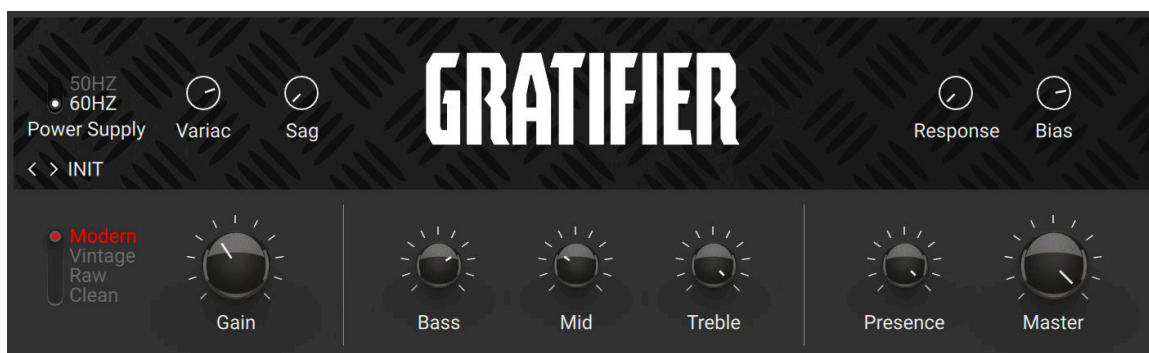 GRATIFIER
50HZ
60HZ
Power Supply
Variac
Sag
Response
Bias
< > INIT
Modern
Vintage
Raw
Clean
Gain
Bass
Mid
Treble
Presence
Master